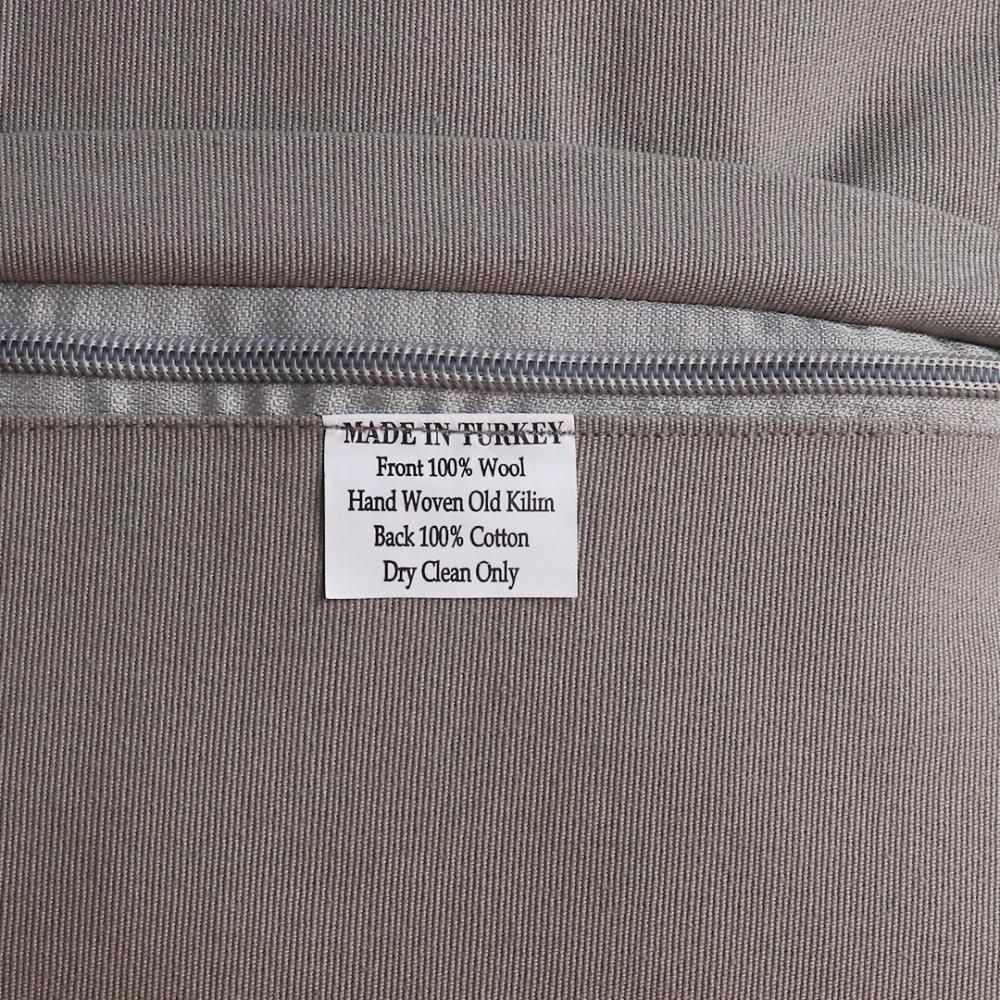 MADE IN TURKEY
Front 100% Wool
Hand Woven Old Kilim
Back 100% Cotton
Dry Clean Only